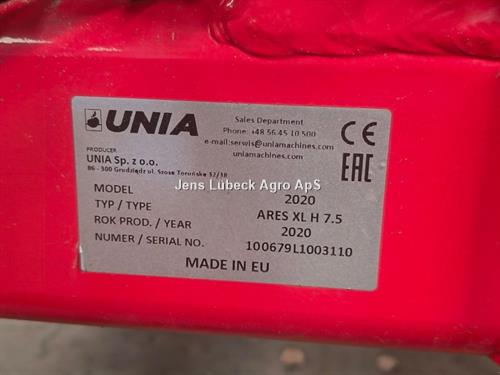 UNIA
Sales Department
Phone: +48 56 45 10 500
e-mail:serwis@uniamachines.com
uniamachines.com
CE
EAC
PRODUCER
UNIA Sp. z o.o.
86 - 300 Grudziądz ul. Szosa Toruńska 32/38
Jens Lübeck Agro ApS
MODEL 2020
TYP / TYPE ARES XL H 7.5
ROK PROD. / YEAR 2020
NUMER / SERIAL NO. 100679L1003110
MADE IN EU